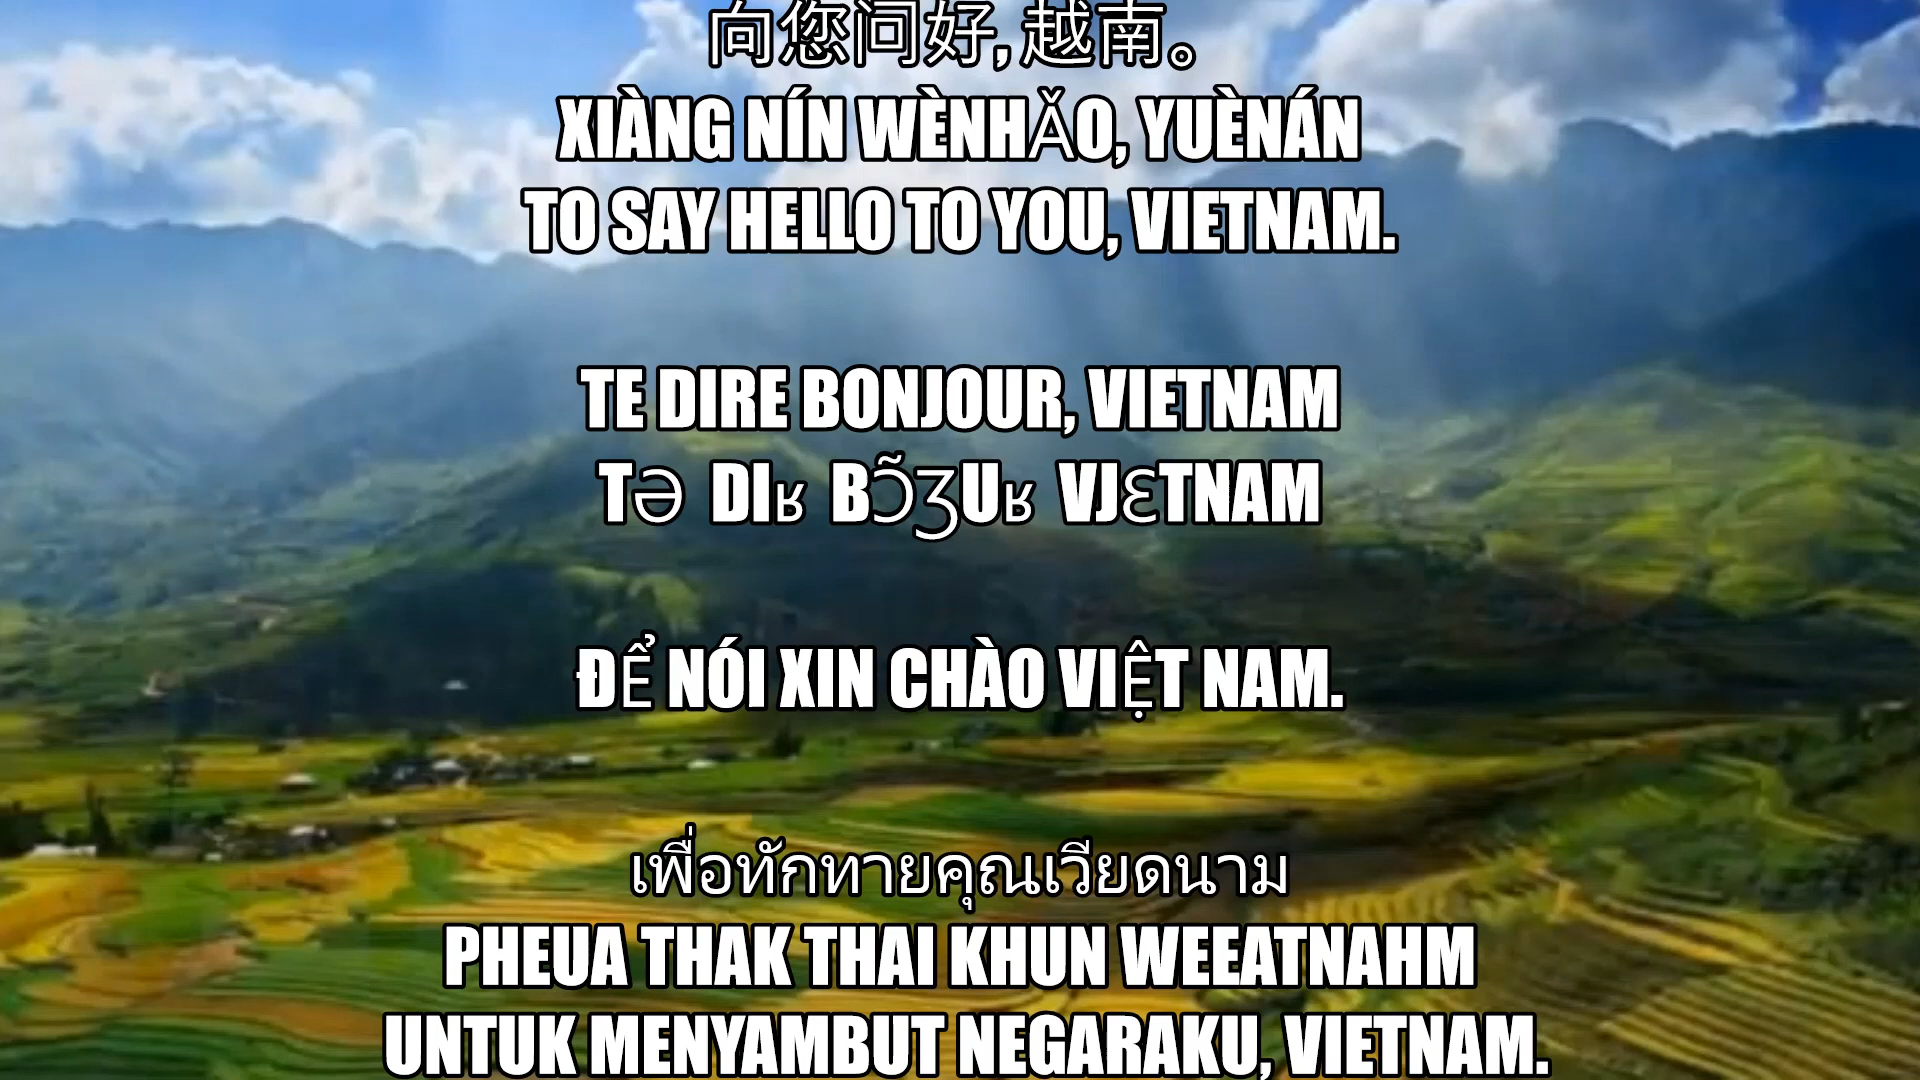 向您问好, 越南。
XIÀNG NÍN WÈNHǍO, YUÈNÁN
TO SAY HELLO TO YOU, VIETNAM.
TE DIRE BONJOUR, VIETNAM
TƏ DIʁ BƆ̃ƷUʁ VJƐTNAM
ĐỂ NÓI XIN CHÀO VIỆT NAM.
เพื่อทักทายคุณเวียดนาม
PHEUA THAK THAI KHUN WEEATNAHM
UNTUK MENYAMBUT NEGARAKU, VIETNAM.